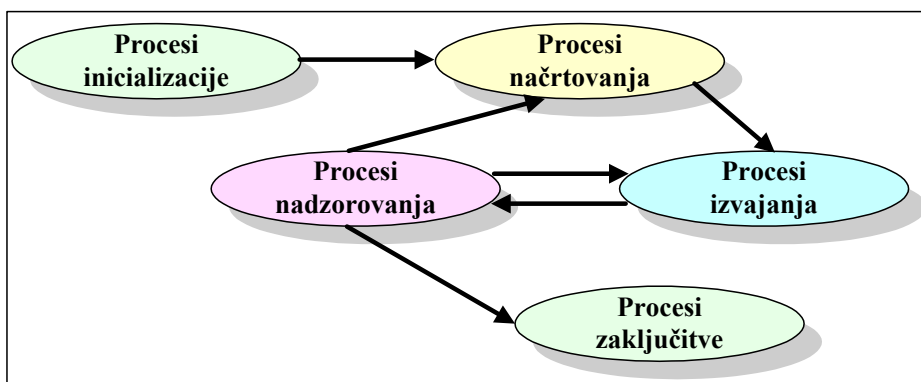 Procesi
inicializacije
Procesi
načrtovanja
Procesi
nadzorovanja
Procesi
izvajanja
Procesi
zaključitve